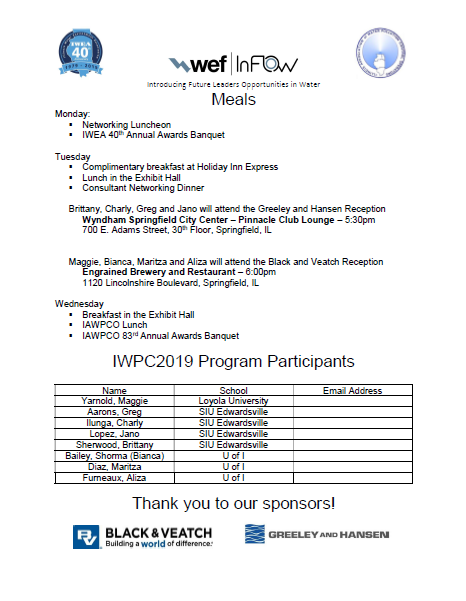 IWEA
40
1979 - 2019
wef InFLOW
Introducing Future Leaders Opportunities in Water
Meals
Monday:
▪ Networking Luncheon
▪ IWEA 40th Annual Awards Banquet
Tuesday
▪ Complimentary breakfast at Holiday Inn Express
▪ Lunch in the Exhibit Hall
▪ Consultant Networking Dinner
Brittany, Charly, Greg and Jano will attend the Greeley and Hansen Reception
Wyndham Springfield City Center – Pinnacle Club Lounge – 5:30pm
700 E. Adams Street, 30th Floor, Springfield, IL
Maggie, Bianca, Maritza and Aliza will attend the Black and Veatch Reception
Engrained Brewery and Restaurant – 6:00pm
1120 Lincolnshire Boulevard, Springfield, IL
Wednesday
▪ Breakfast in the Exhibit Hall
▪ IAWPCO Lunch
▪ IAWPCO 83rd Annual Awards Banquet
IWPC2019 Program Participants
Name School Email Address
Yarnold, Maggie Loyola University
Aarons, Greg SIU Edwardsville
Ilunga, Charly SIU Edwardsville
Lopez, Jano SIU Edwardsville
Sherwood, Brittany SIU Edwardsville
Bailey, Shorma (Bianca) U of I
Diaz, Maritza U of I
Furneaux, Aliza U of I
Thank you to our sponsors!
BV BLACK & VEATCH
Building a world of difference.
GREELEY AND HANSEN